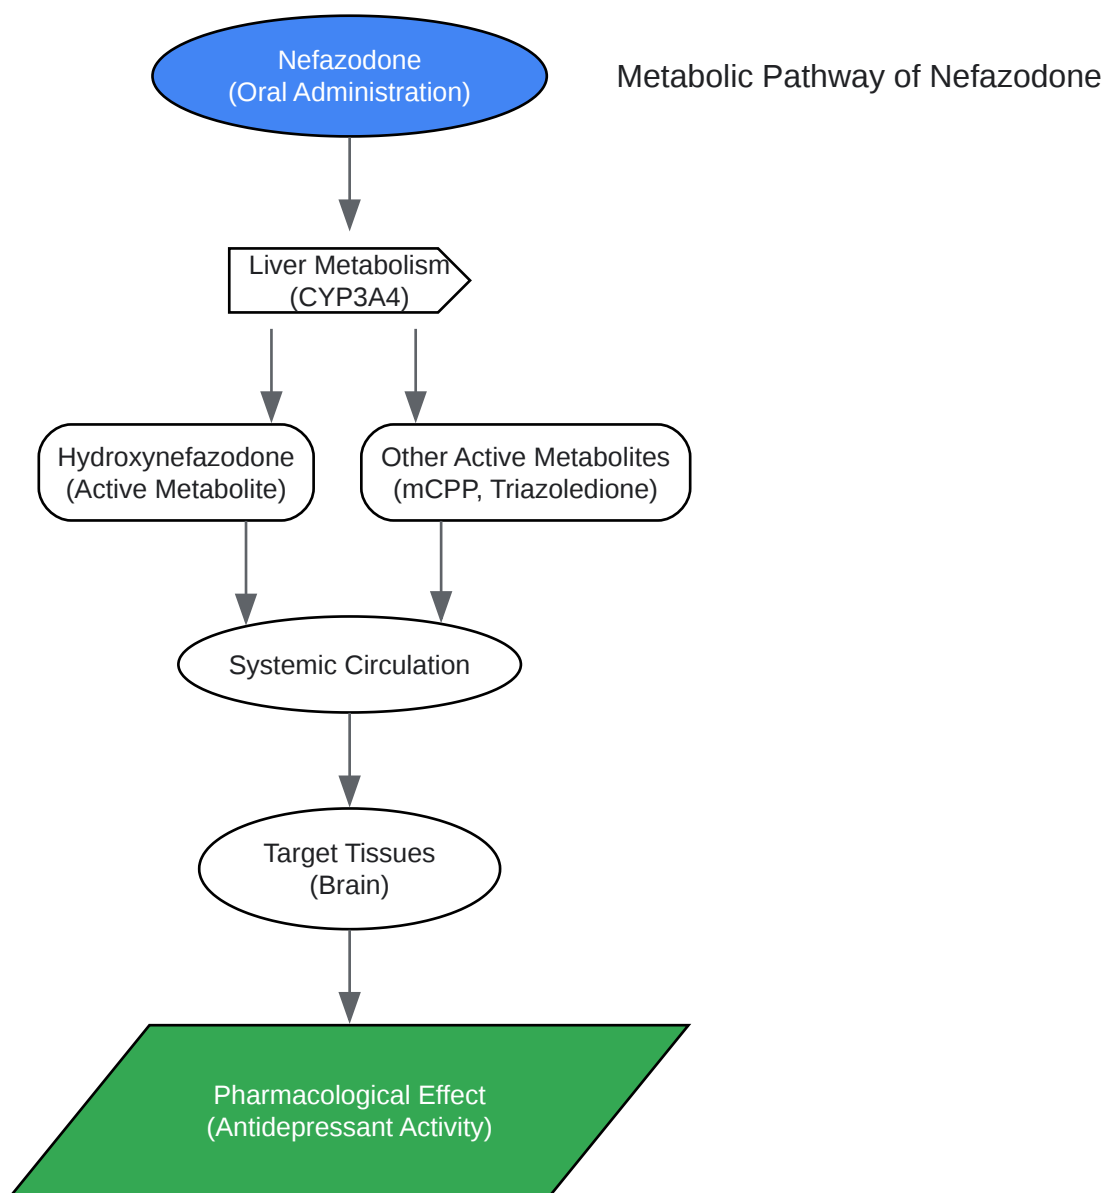 Nefazodone
(Oral Administration)
Metabolic Pathway of Nefazodone
Liver Metabolism
(CYP3A4)
Hydroxynefazodone
(Active Metabolite)
Other Active Metabolites
(mCPP, Triazoledione)
Systemic Circulation
Target Tissues
(Brain)
Pharmacological Effect
(Antidepressant Activity)